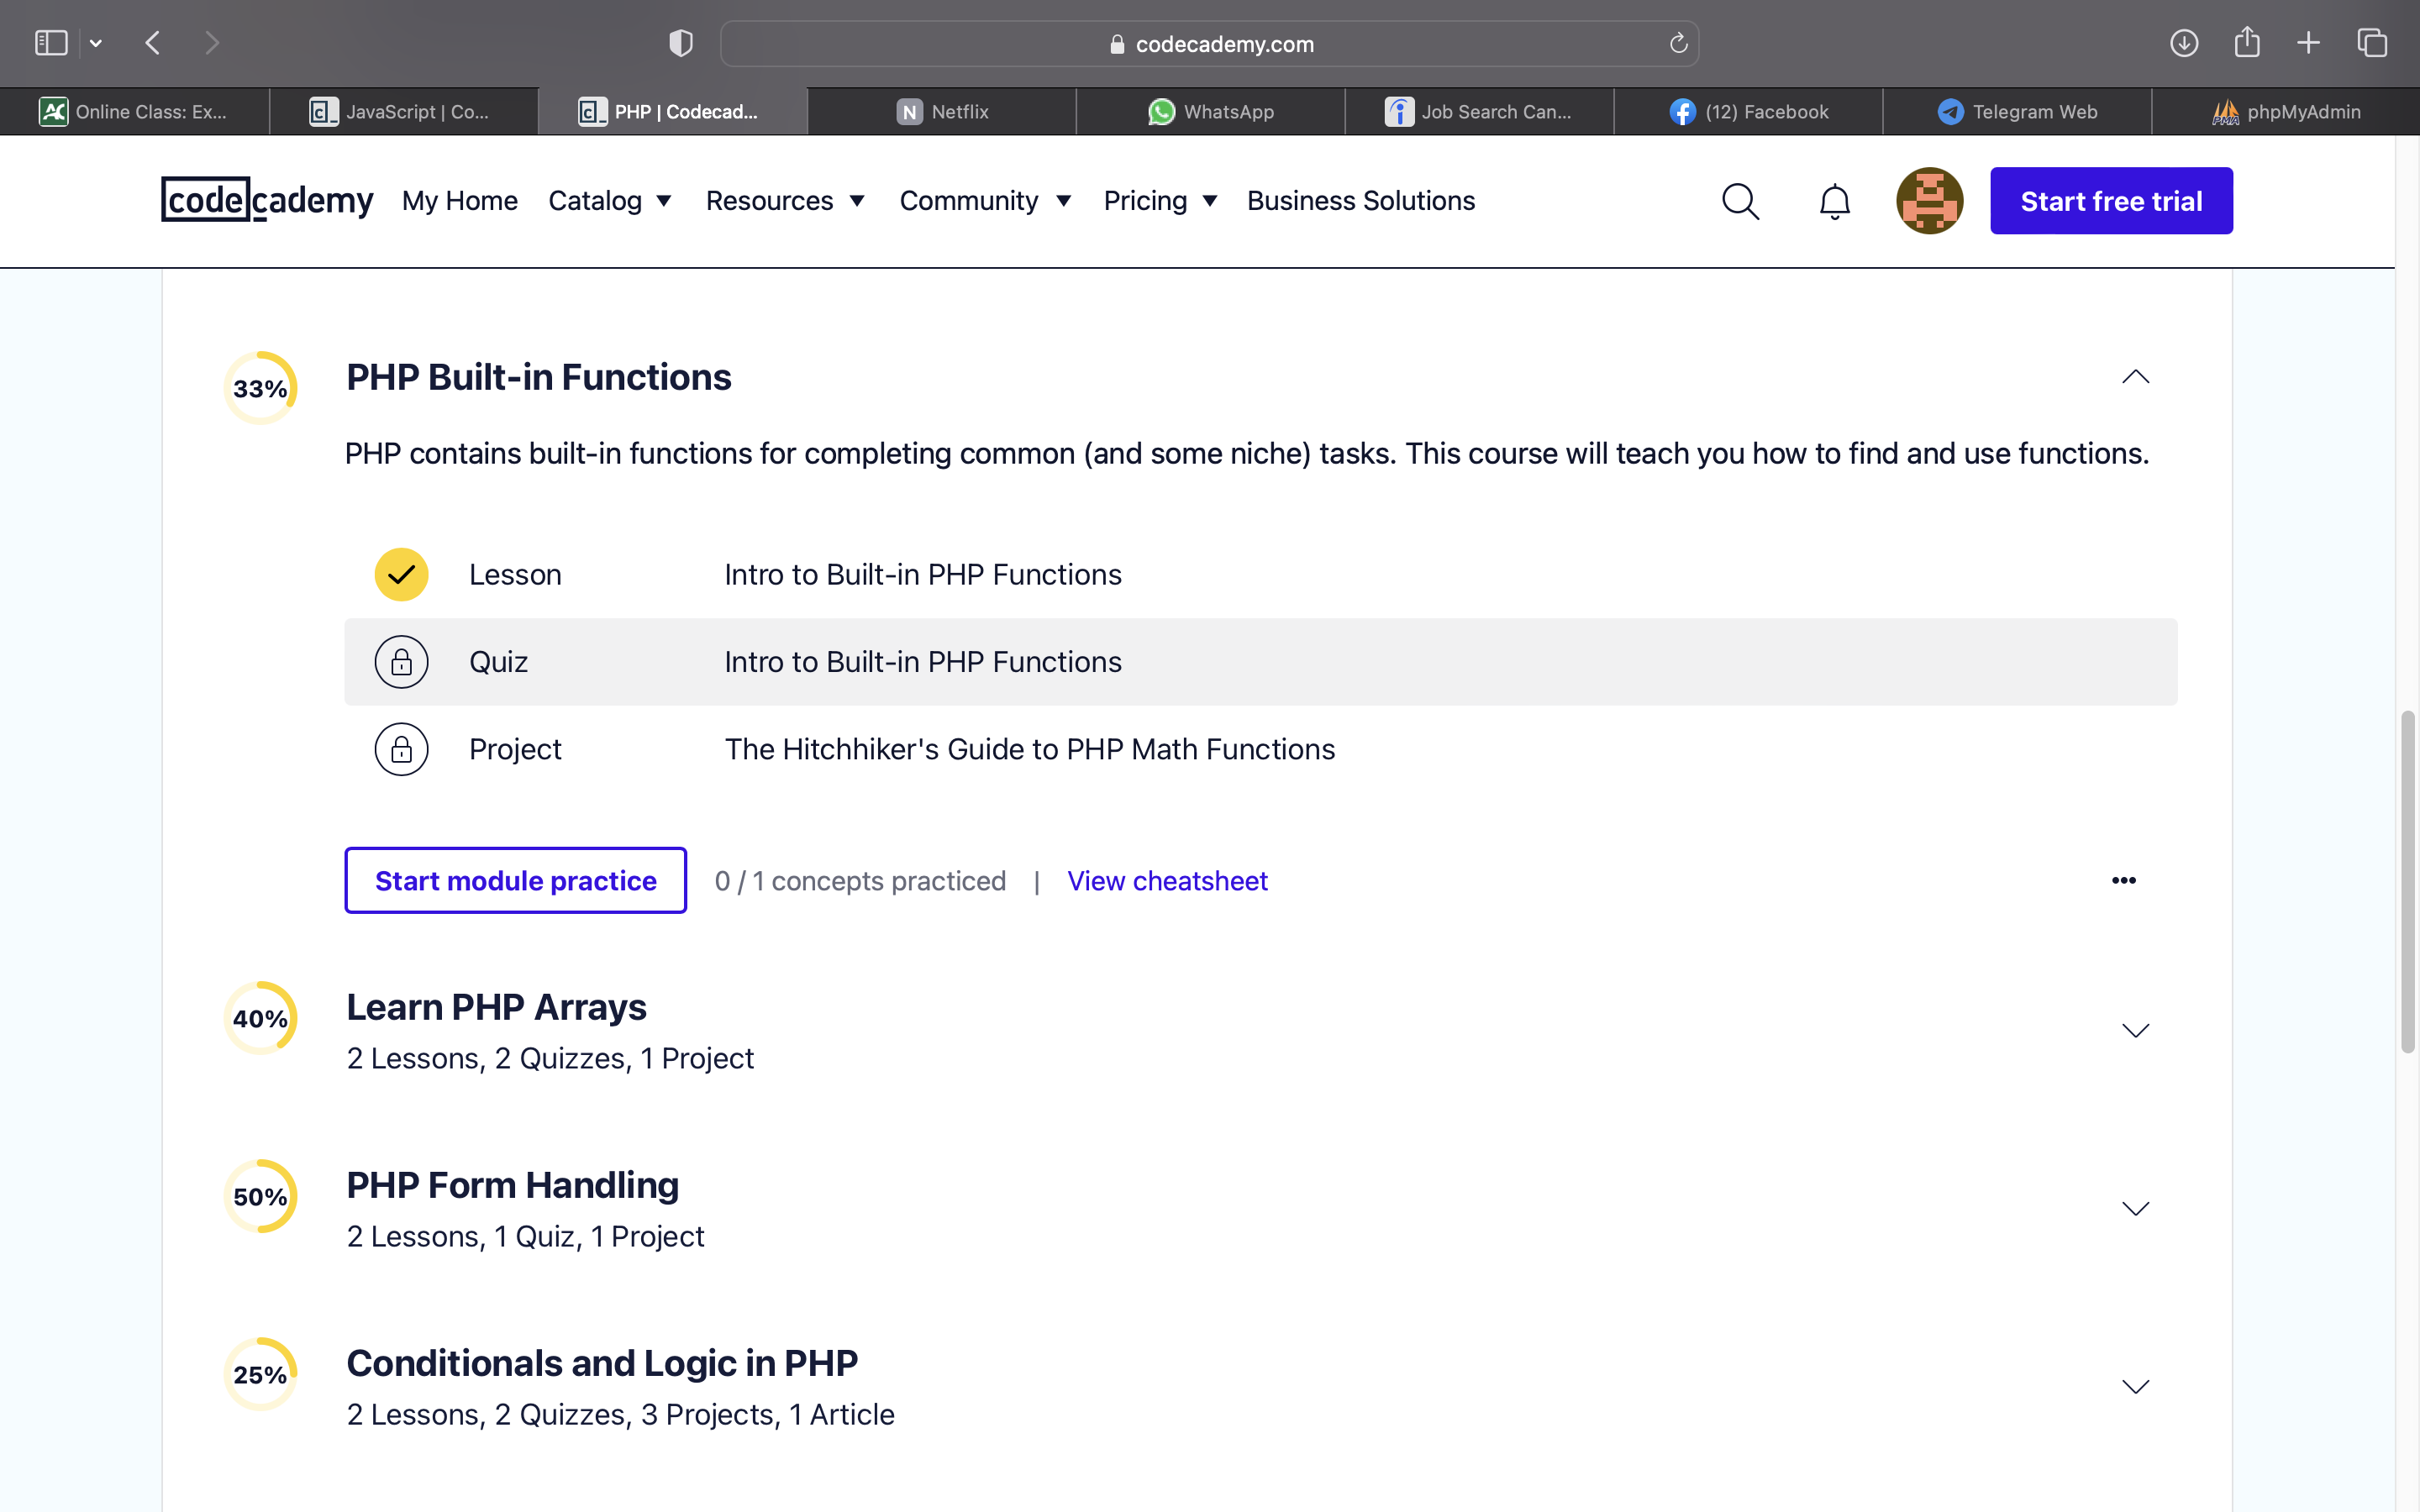 codecademy.com
Online Class: Ex...
JavaScript | Co...
PHP | Codecad...
N Netflix
WhatsApp
Job Search Can...
(12) Facebook
Telegram Web
phpMyAdmin
codecademy My Home Catalog Resources Community Pricing Business Solutions Start free trial
33% PHP Built-in Functions
PHP contains built-in functions for completing common (and some niche) tasks. This course will teach you how to find and use functions.
Lesson Intro to Built-in PHP Functions
Quiz Intro to Built-in PHP Functions
Project The Hitchhiker's Guide to PHP Math Functions
Start module practice 0 / 1 concepts practiced | View cheatsheet
40% Learn PHP Arrays
2 Lessons, 2 Quizzes, 1 Project
50% PHP Form Handling
2 Lessons, 1 Quiz, 1 Project
25% Conditionals and Logic in PHP
2 Lessons, 2 Quizzes, 3 Projects, 1 Article